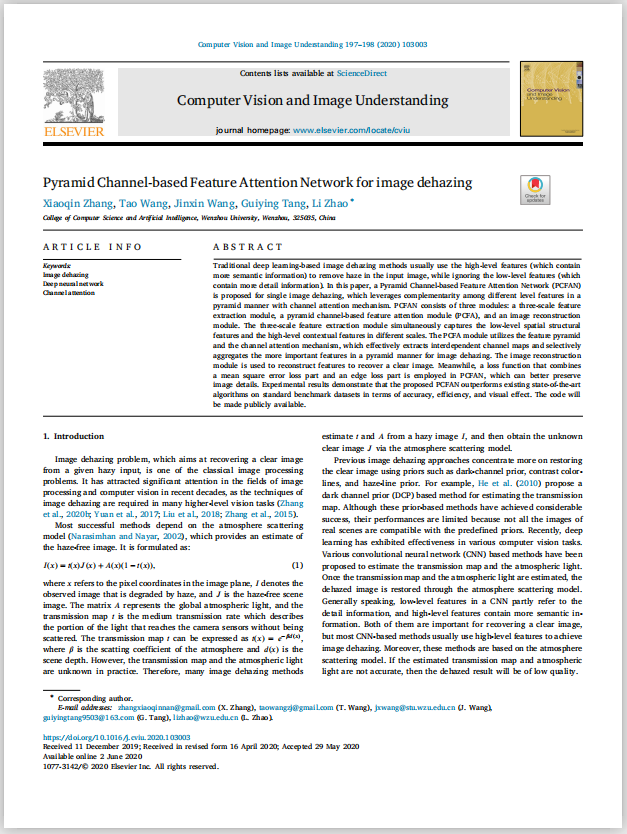 Computer Vision and Image Understanding 197–198 (2020) 103003
Contents lists available at ScienceDirect
Computer Vision and Image Understanding
journal homepage: www.elsevier.com/locate/cviu
ELSEVIER
Computer Vision
and Image
Understanding
Pyramid Channel-based Feature Attention Network for image dehazing
Check for
updates
Xiaoqin Zhang, Tao Wang, Jinxin Wang, Guiying Tang, Li Zhao *
College of Computer Science and Artificial Intelligence, Wenzhou University, Wenzhou, 325035, China
ARTICLE INFO
Keywords:
Image dehazing
Deep neural network
Channel attention
ABSTRACT
Traditional deep learning-based image dehazing methods usually use the high-level features (which contain
more semantic information) to remove haze in the input image, while ignoring the low-level features (which
contain more detail information). In this paper, a Pyramid Channel-based Feature Attention Network (PCFAN)
is proposed for single image dehazing, which leverages complementarity among different level features in a
pyramid manner with channel attention mechanism. PCFAN consists of three modules: a three-scale feature
extraction module, a pyramid channel-based feature attention module (PCFA), and an image reconstruction
module. The three-scale feature extraction module simultaneously captures the low-level spatial structural
features and the high-level contextual features in different scales. The PCFA module utilizes the feature pyramid
and the channel attention mechanism, which effectively extracts interdependent channel maps and selectively
aggregates the more important features in a pyramid manner for image dehazing. The image reconstruction
module is used to reconstruct features to recover a clear image. Meanwhile, a loss function that combines
a mean square error loss part and an edge loss part is employed in PCFAN, which can better preserve
image details. Experimental results demonstrate that the proposed PCFAN outperforms existing state-of-the-art
algorithms on standard benchmark datasets in terms of accuracy, efficiency, and visual effect. The code will
be made publicly available.
1. Introduction
Image dehazing problem, which aims at recovering a clear image
from a given hazy input, is one of the classical image processing
problems. It has attracted significant attention in the fields of image
processing and computer vision in recent decades, as the techniques of
image dehazing are required in many higher-level vision tasks (Zhang
et al., 2020b; Yuan et al., 2017; Liu et al., 2018; Zhang et al., 2015).
Most successful methods depend on the atmosphere scattering
model (Narasimhan and Nayar, 2002), which provides an estimate of
the haze-free image. It is formulated as:
I(x) = t(x)J(x) + A(x)(1 − t(x)), (1)
where x refers to the pixel coordinates in the image plane, I denotes the
observed image that is degraded by haze, and J is the haze-free scene
image. The matrix A represents the global atmospheric light, and the
transmission map t is the medium transmission rate which describes
the portion of the light that reaches the camera sensors without being
scattered. The transmission map t can be expressed as t(x) = e^{−βd(x)},
where β is the scatting coefficient of the atmosphere and d(x) is the
scene depth. However, the transmission map and the atmospheric light
are unknown in practice. Therefore, many image dehazing methods
estimate t and A from a hazy image I, and then obtain the unknown
clear image J via the atmosphere scattering model.
Previous image dehazing approaches concentrate more on restoring
the clear image using priors such as dark-channel prior, contrast color-
lines, and haze-line prior. For example, He et al. (2010) propose a
dark channel prior (DCP) based method for estimating the transmission
map. Although these prior-based methods have achieved considerable
success, their performances are limited because not all the images of
real scenes are compatible with the predefined priors. Recently, deep
learning has exhibited effectiveness in various computer vision tasks.
Various convolutional neural network (CNN) based methods have been
proposed to estimate the transmission map and the atmospheric light.
Once the transmission map and the atmospheric light are estimated, the
dehazed image is restored through the atmosphere scattering model.
Generally speaking, low-level features in a CNN partly refer to the
detail information, and high-level features contain more semantic in-
formation. Both of them are important for recovering a clear image,
but most CNN-based methods usually use high-level features to achieve
image dehazing. Moreover, these methods are based on the atmosphere
scattering model. If the estimated transmission map and atmospheric
light are not accurate, then the dehazed result will be of low quality.
* Corresponding author.
E-mail addresses: zhangxiaoqinnan@gmail.com (X. Zhang), taowangzj@gmail.com (T. Wang), jxwang@stu.wzu.edu.cn (J. Wang),
guiyingtang9503@163.com (G. Tang), lizhao@wzu.edu.cn (L. Zhao).
https://doi.org/10.1016/j.cviu.2020.103003
Received 11 December 2019; Received in revised form 16 April 2020; Accepted 29 May 2020
Available online 2 June 2020
1077-3142/© 2020 Elsevier Inc. All rights reserved.